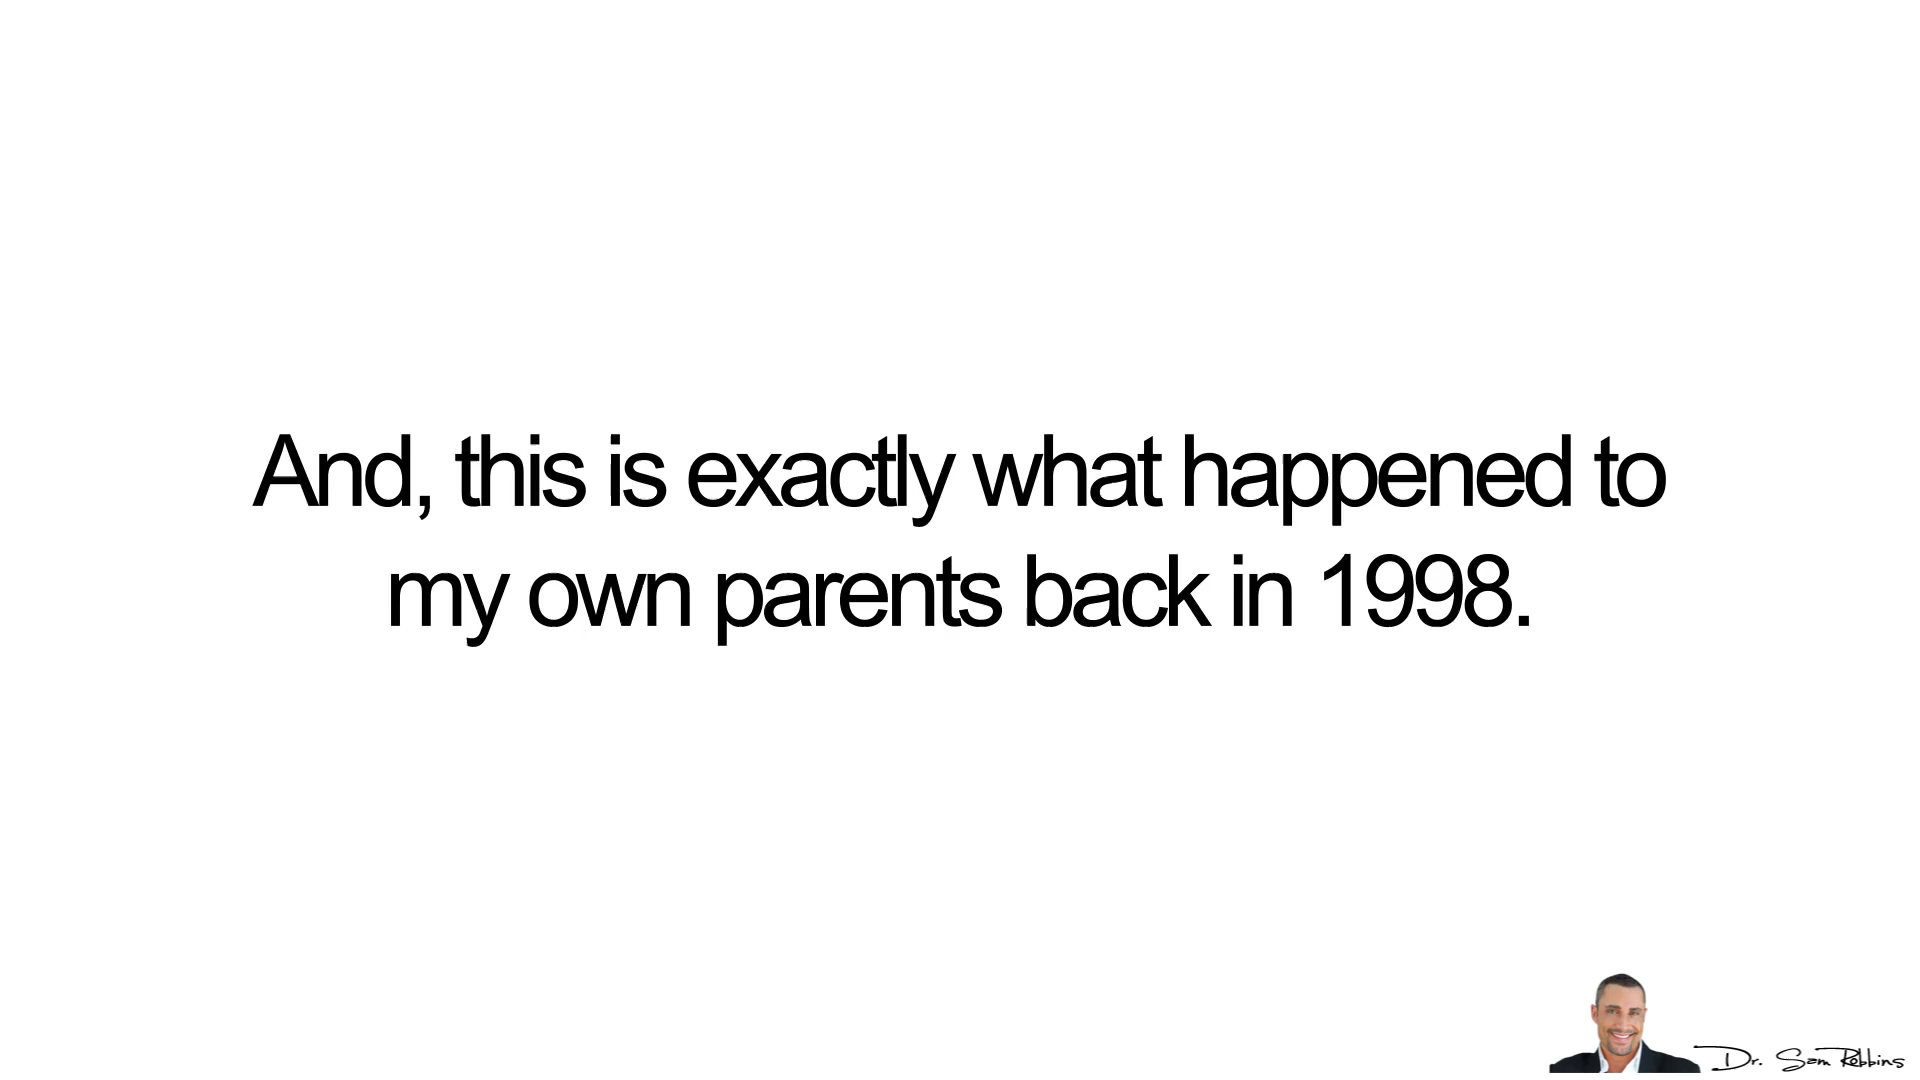 And, this is exactly what happened to
my own parents back in 1998.
Dr. Sam Robbins